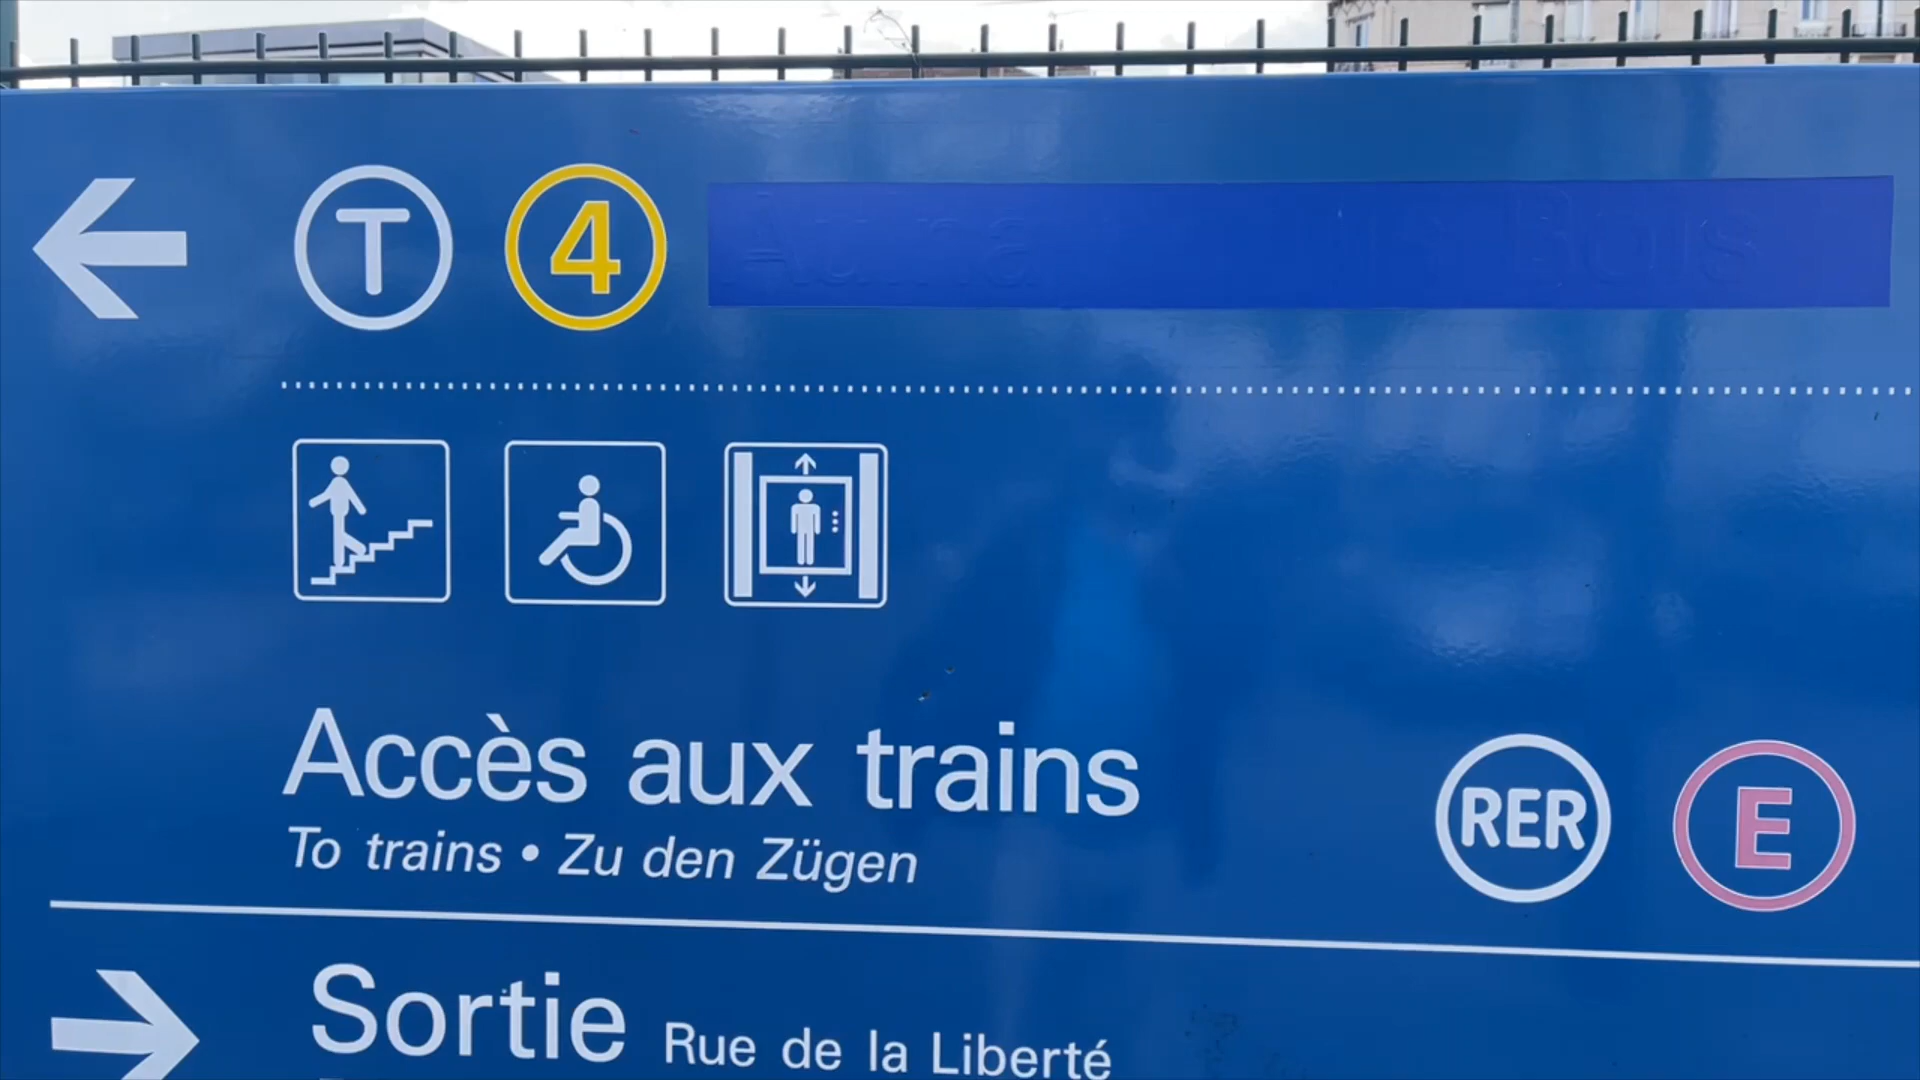 T 4
Accès aux trains
To trains • Zu den Zügen
RER E
Sortie Rue de la Liberté